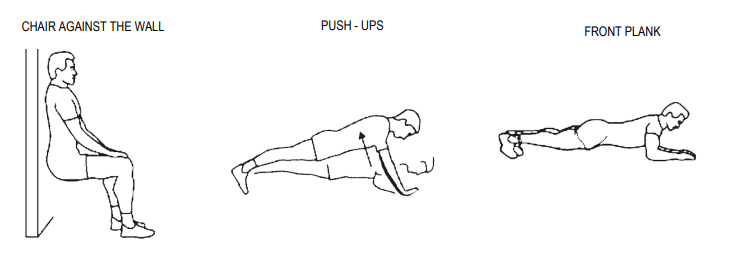 CHAIR AGAINST THE WALL
PUSH - UPS
FRONT PLANK